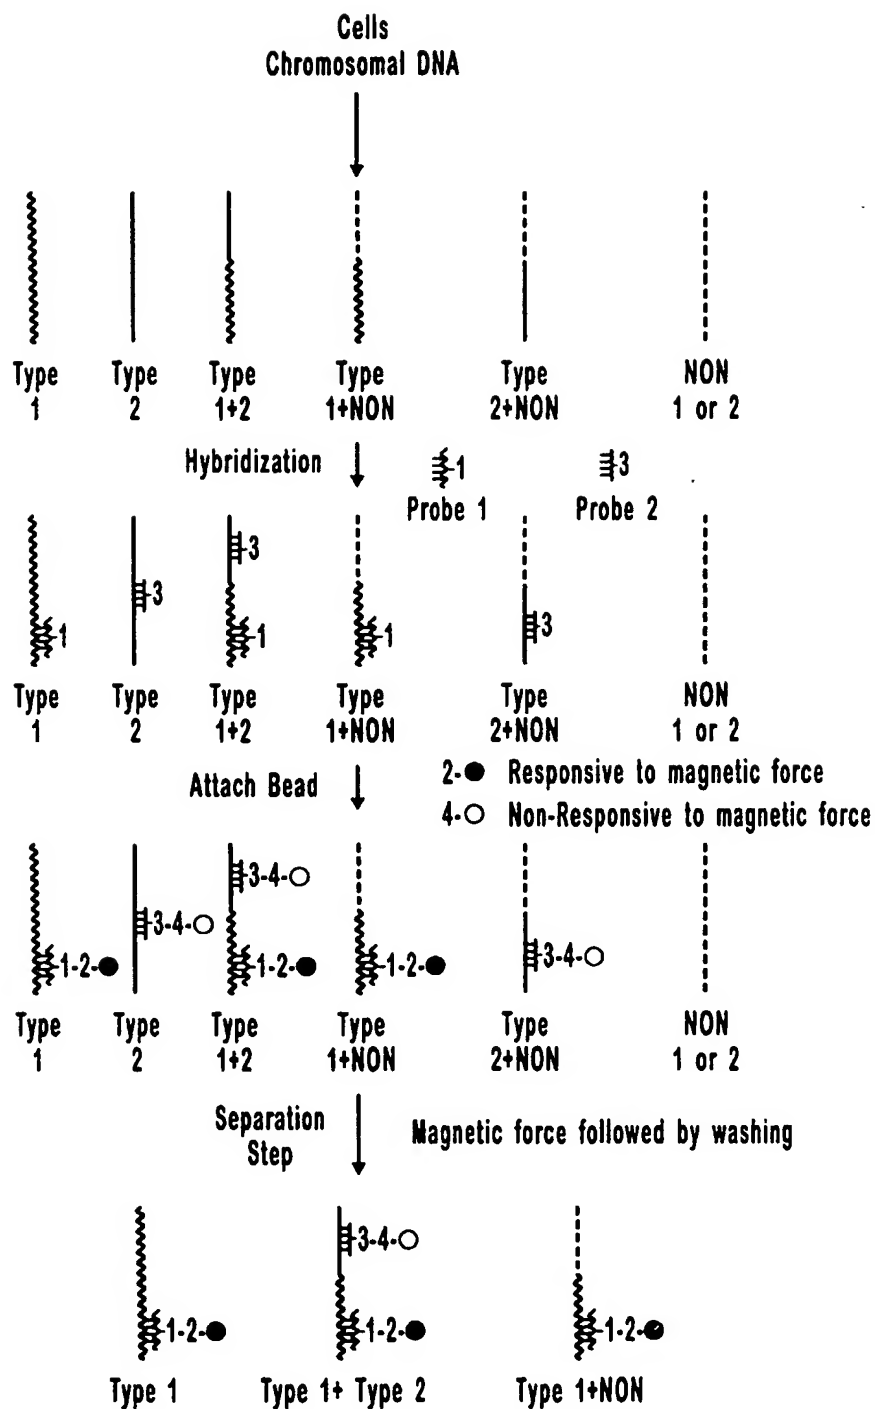 Cells
Chromosomal DNA
Type 1
Type 2
Type 1+2
Type 1+NON
Type 2+NON
NON 1 or 2
Hybridization
1
Probe 1
3
Probe 2
1
3
3
1
1
3
Type 1
Type 2
Type 1+2
Type 1+NON
Type 2+NON
NON 1 or 2
Attach Bead
2- Responsive to magnetic force
4- Non-Responsive to magnetic force
1-2-
3-4-
3-4-
1-2-
1-2-
3-4-
Type 1
Type 2
Type 1+2
Type 1+NON
Type 2+NON
NON 1 or 2
Separation Step
Magnetic force followed by washing
1-2-
3-4-
1-2-
1-2-
Type 1
Type 1+ Type 2
Type 1+NON